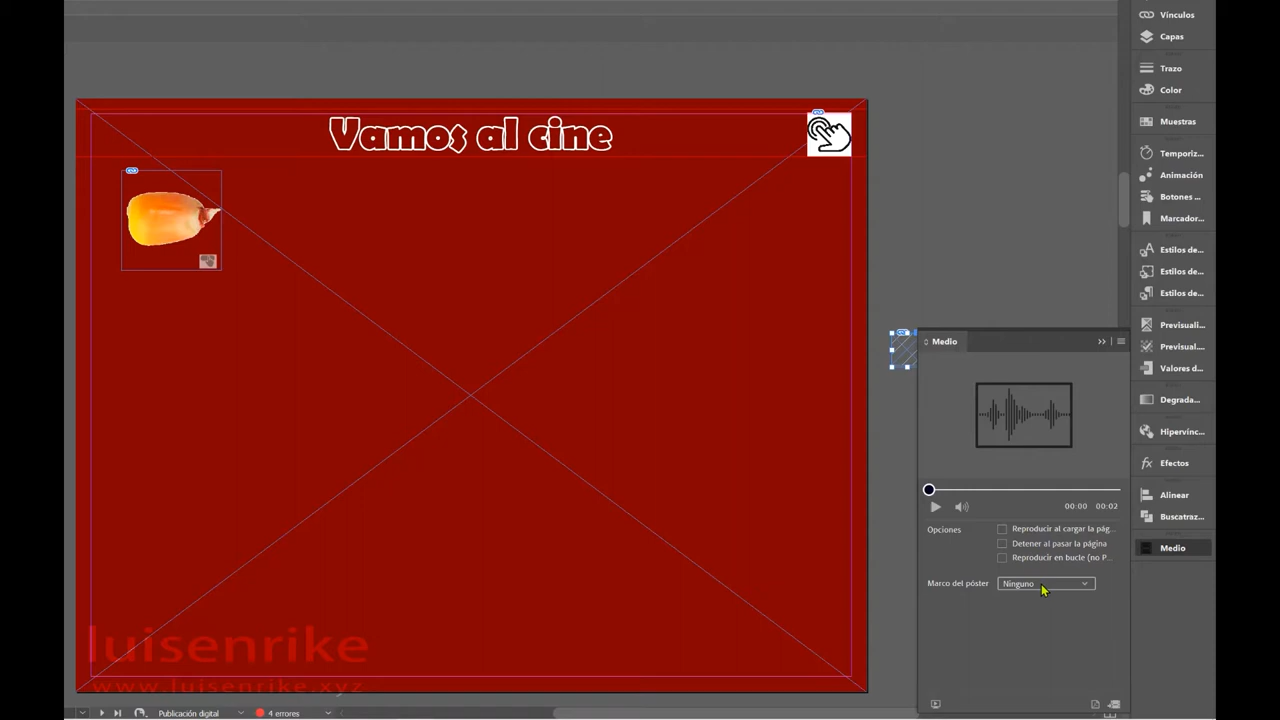 Vínculos
Capas
Trazo
Color
Muestras
Temporiz...
Animación
Botones ...
Marcador...
Estilos de...
Estilos de...
Estilos de...
Previsuali...
Previsual....
Valores d...
Degrada...
Hipervínc...
fx Efectos
Alinear
Buscatraz...
Medio
Vamos al cine
Medio
00:00 00:02
Opciones
Reproducir al cargar la pág...
Detener al pasar la página
Reproducir en bucle (no P...
Marco del póster
Ninguno
luisenrike
www.luisenrike.xyz
Publicación digital
4 errores